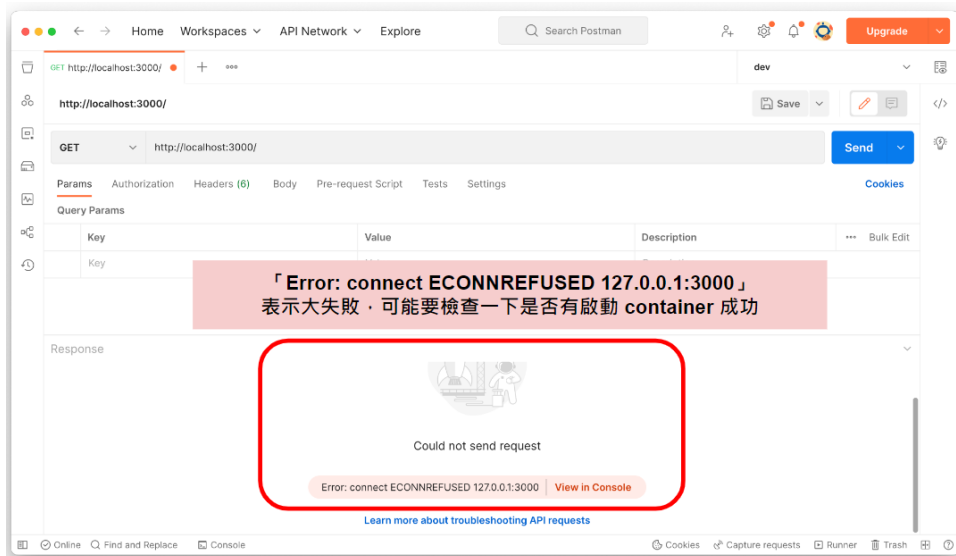 Home Workspaces API Network Explore Search Postman Upgrade
GET http://localhost:3000/ dev
http://localhost:3000/ Save
GET http://localhost:3000/ Send
Params Authorization Headers (6) Body Pre-request Script Tests Settings Cookies
Query Params
Key Value Description Bulk Edit
Key
「Error: connect ECONNREFUSED 127.0.0.1:3000」
表示大失敗，可能要檢查一下是否有啟動 container 成功
Response
Could not send request
Error: connect ECONNREFUSED 127.0.0.1:3000 View in Console
Learn more about troubleshooting API requests
Online Find and Replace Console Cookies Capture requests Runner Trash